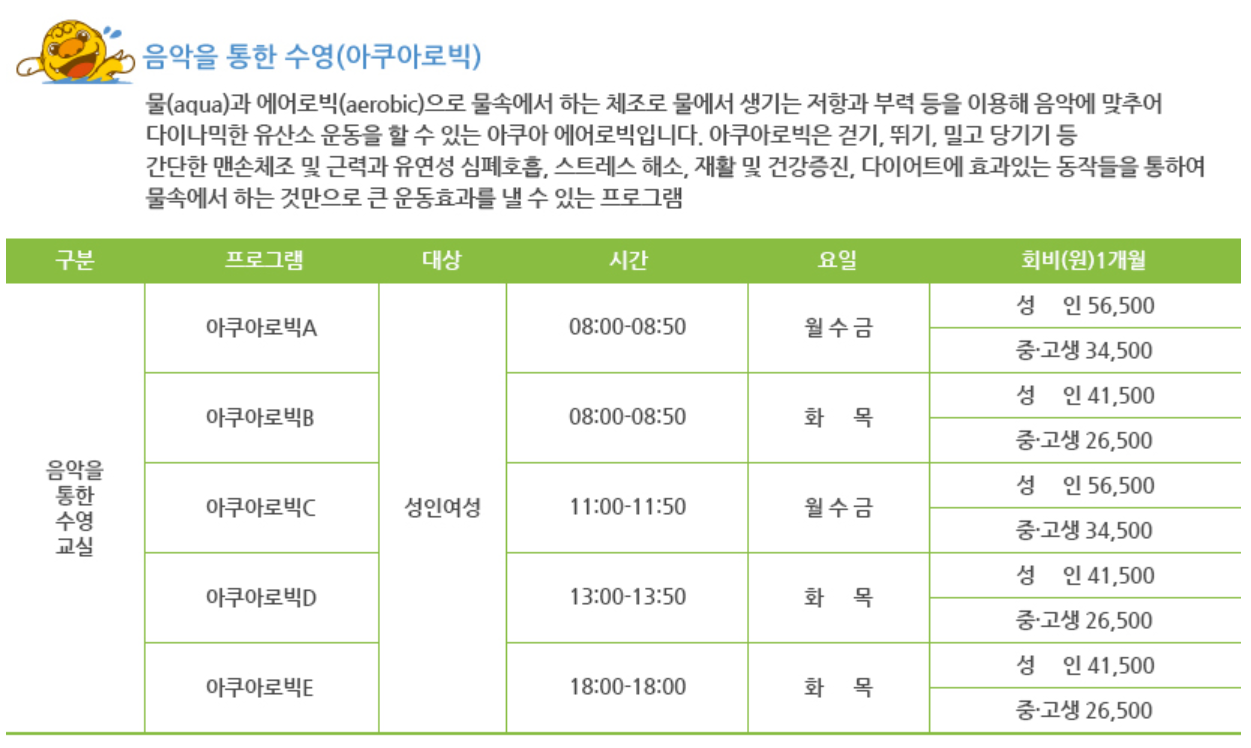 음악을 통한 수영(아쿠아로빅)
물(aqua)과 에어로빅(aerobic)으로 물속에서 하는 체조로 물에서 생기는 저항과 부력 등을 이용해 음악에 맞추어
다이나믹한 유산소 운동을 할 수 있는 아쿠아 에어로빅입니다. 아쿠아로빅은 걷기, 뛰기, 밀고 당기기 등
간단한 맨손체조 및 근력과 유연성 심폐호흡, 스트레스 해소, 재활 및 건강증진, 다이어트에 효과있는 동작들을 통하여
물속에서 하는 것만으로 큰 운동효과를 낼 수 있는 프로그램
구분 프로그램 대상 시간 요일 회비(원)1개월
음악을
통한
수영
교실
성인여성
아쿠아로빅A 08:00-08:50 월 수 금
성 인 56,500
중·고생 34,500
아쿠아로빅B 08:00-08:50 화 목
성 인 41,500
중·고생 26,500
아쿠아로빅C 11:00-11:50 월 수 금
성 인 56,500
중·고생 34,500
아쿠아로빅D 13:00-13:50 화 목
성 인 41,500
중·고생 26,500
아쿠아로빅E 18:00-18:00 화 목
성 인 41,500
중·고생 26,500